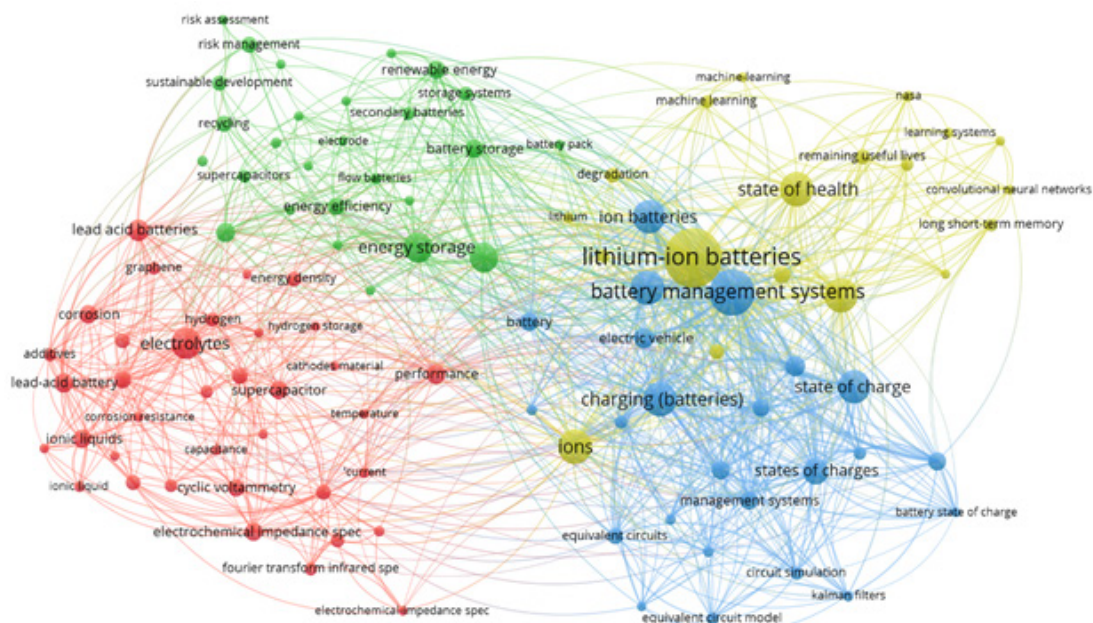 risk assessment
risk management
renewable energy
machine learning
sustainable development
storage systems
machine learning
nasa
secondary batteries
recycling
learning systems
electrode
battery storage
battery pack
remaining useful lives
supercapacitors
flow batteries
degradation
state of health
convolutional neural networks
energy efficiency
lithium
ion batteries
long short-term memory
lead acid batteries
energy storage
lithium-ion batteries
graphene
energy density
battery management systems
corrosion
hydrogen
hydrogen storage
battery
electrolytes
electric vehicle
additives
cathodes material
performance
lead-acid battery
supercapacitor
state of charge
charging (batteries)
corrosion resistance
temperature
ionic liquids
capacitance
ions
'current
states of charges
ionic liquid
cyclic voltammetry
management systems
battery state of charge
electrochemical impedance spec
equivalent circuits
fourier transform infrared spe
circuit simulation
kalman filters
electrochemical impedance spec
equivalent circuit model